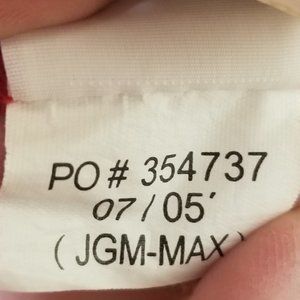 PO # 354737
07 / 05'
( JGM-MAX )